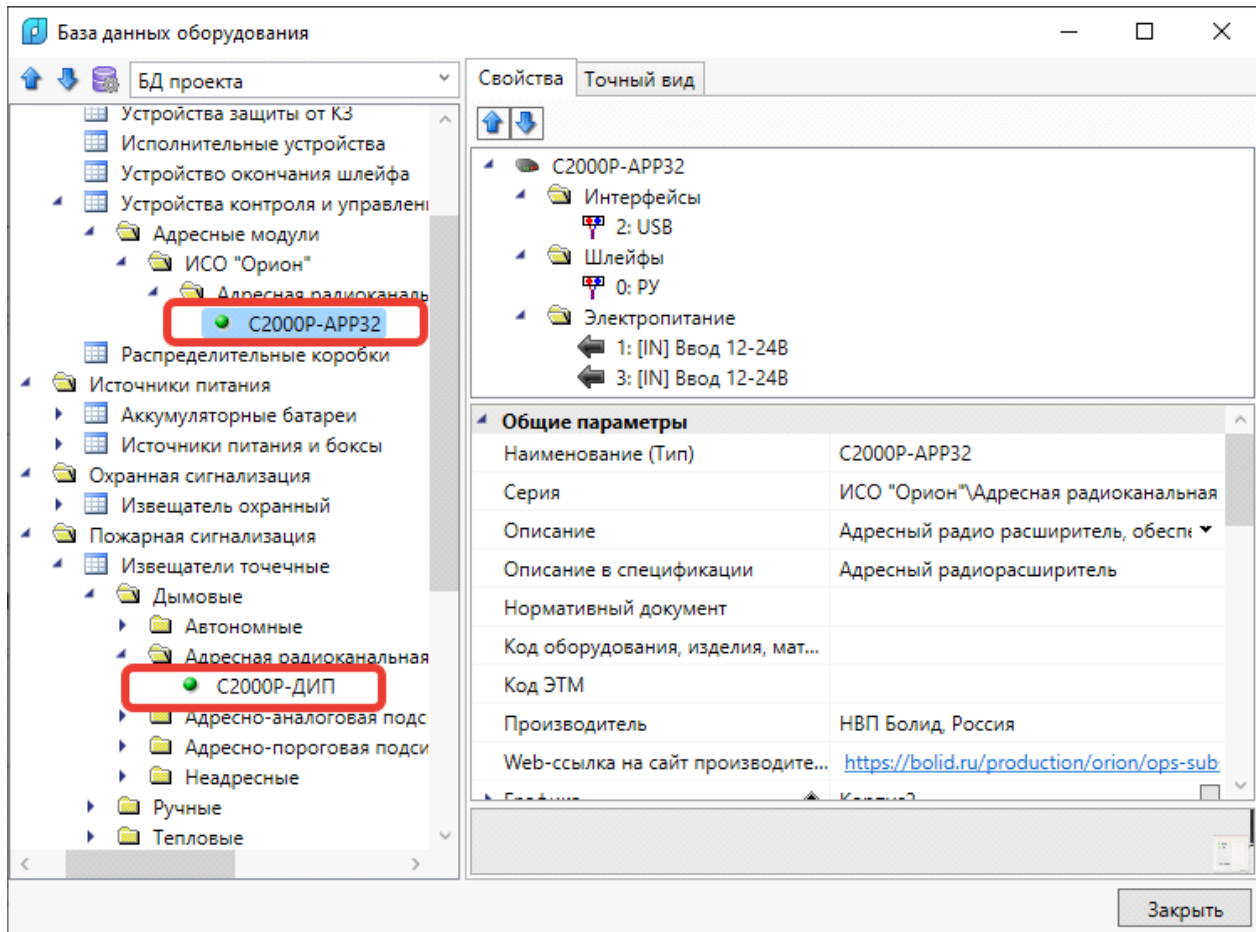 База данных оборудования
БД проекта
Устройства защиты от КЗ
Исполнительные устройства
Устройство окончания шлейфа
Устройства контроля и управлен
Адресные модули
ИСО "Орион"
Адресная радиоканаль
С2000Р-АРР32
Распределительные коробки
Источники питания
Аккумуляторные батареи
Источники питания и боксы
Охранная сигнализация
Извещатель охранный
Пожарная сигнализация
Извещатели точечные
Дымовые
Автономные
Адресная радиоканальная
С2000Р-ДИП
Адресно-аналоговая подс
Адресно-пороговая подси
Неадресные
Ручные
Тепловые
Свойства Точный вид
С2000Р-АРР32
Интерфейсы
2: USB
Шлейфы
0: РУ
Электропитание
1: [IN] Ввод 12-24В
3: [IN] Ввод 12-24В
Общие параметры
Наименование (Тип) С2000Р-АРР32
Серия ИСО "Орион"\Адресная радиоканальная
Описание Адресный радио расширитель, обеспе
Описание в спецификации Адресный радиорасширитель
Нормативный документ
Код оборудования, изделия, мат...
Код ЭТМ
Производитель НВП Болид, Россия
Web-ссылка на сайт производите... https://bolid.ru/production/orion/ops-sub
Закрыть